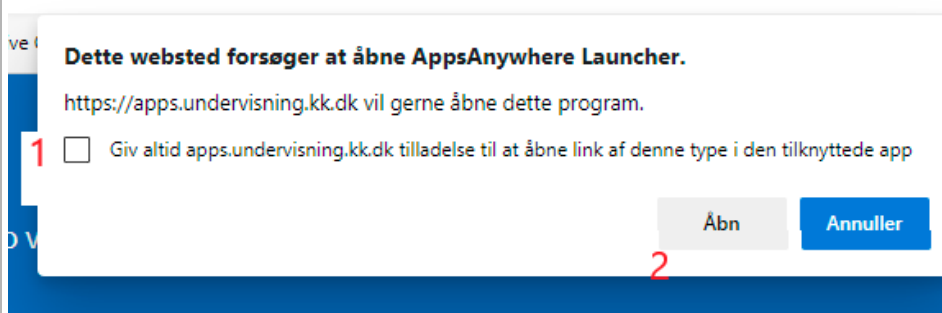 ve
Dette websted forsøger at åbne AppsAnywhere Launcher.
https://apps.undervisning.kk.dk vil gerne åbne dette program.
1 Giv altid apps.undervisning.kk.dk tilladelse til at åbne link af denne type i den tilknyttede app
Åbn Annuller
2